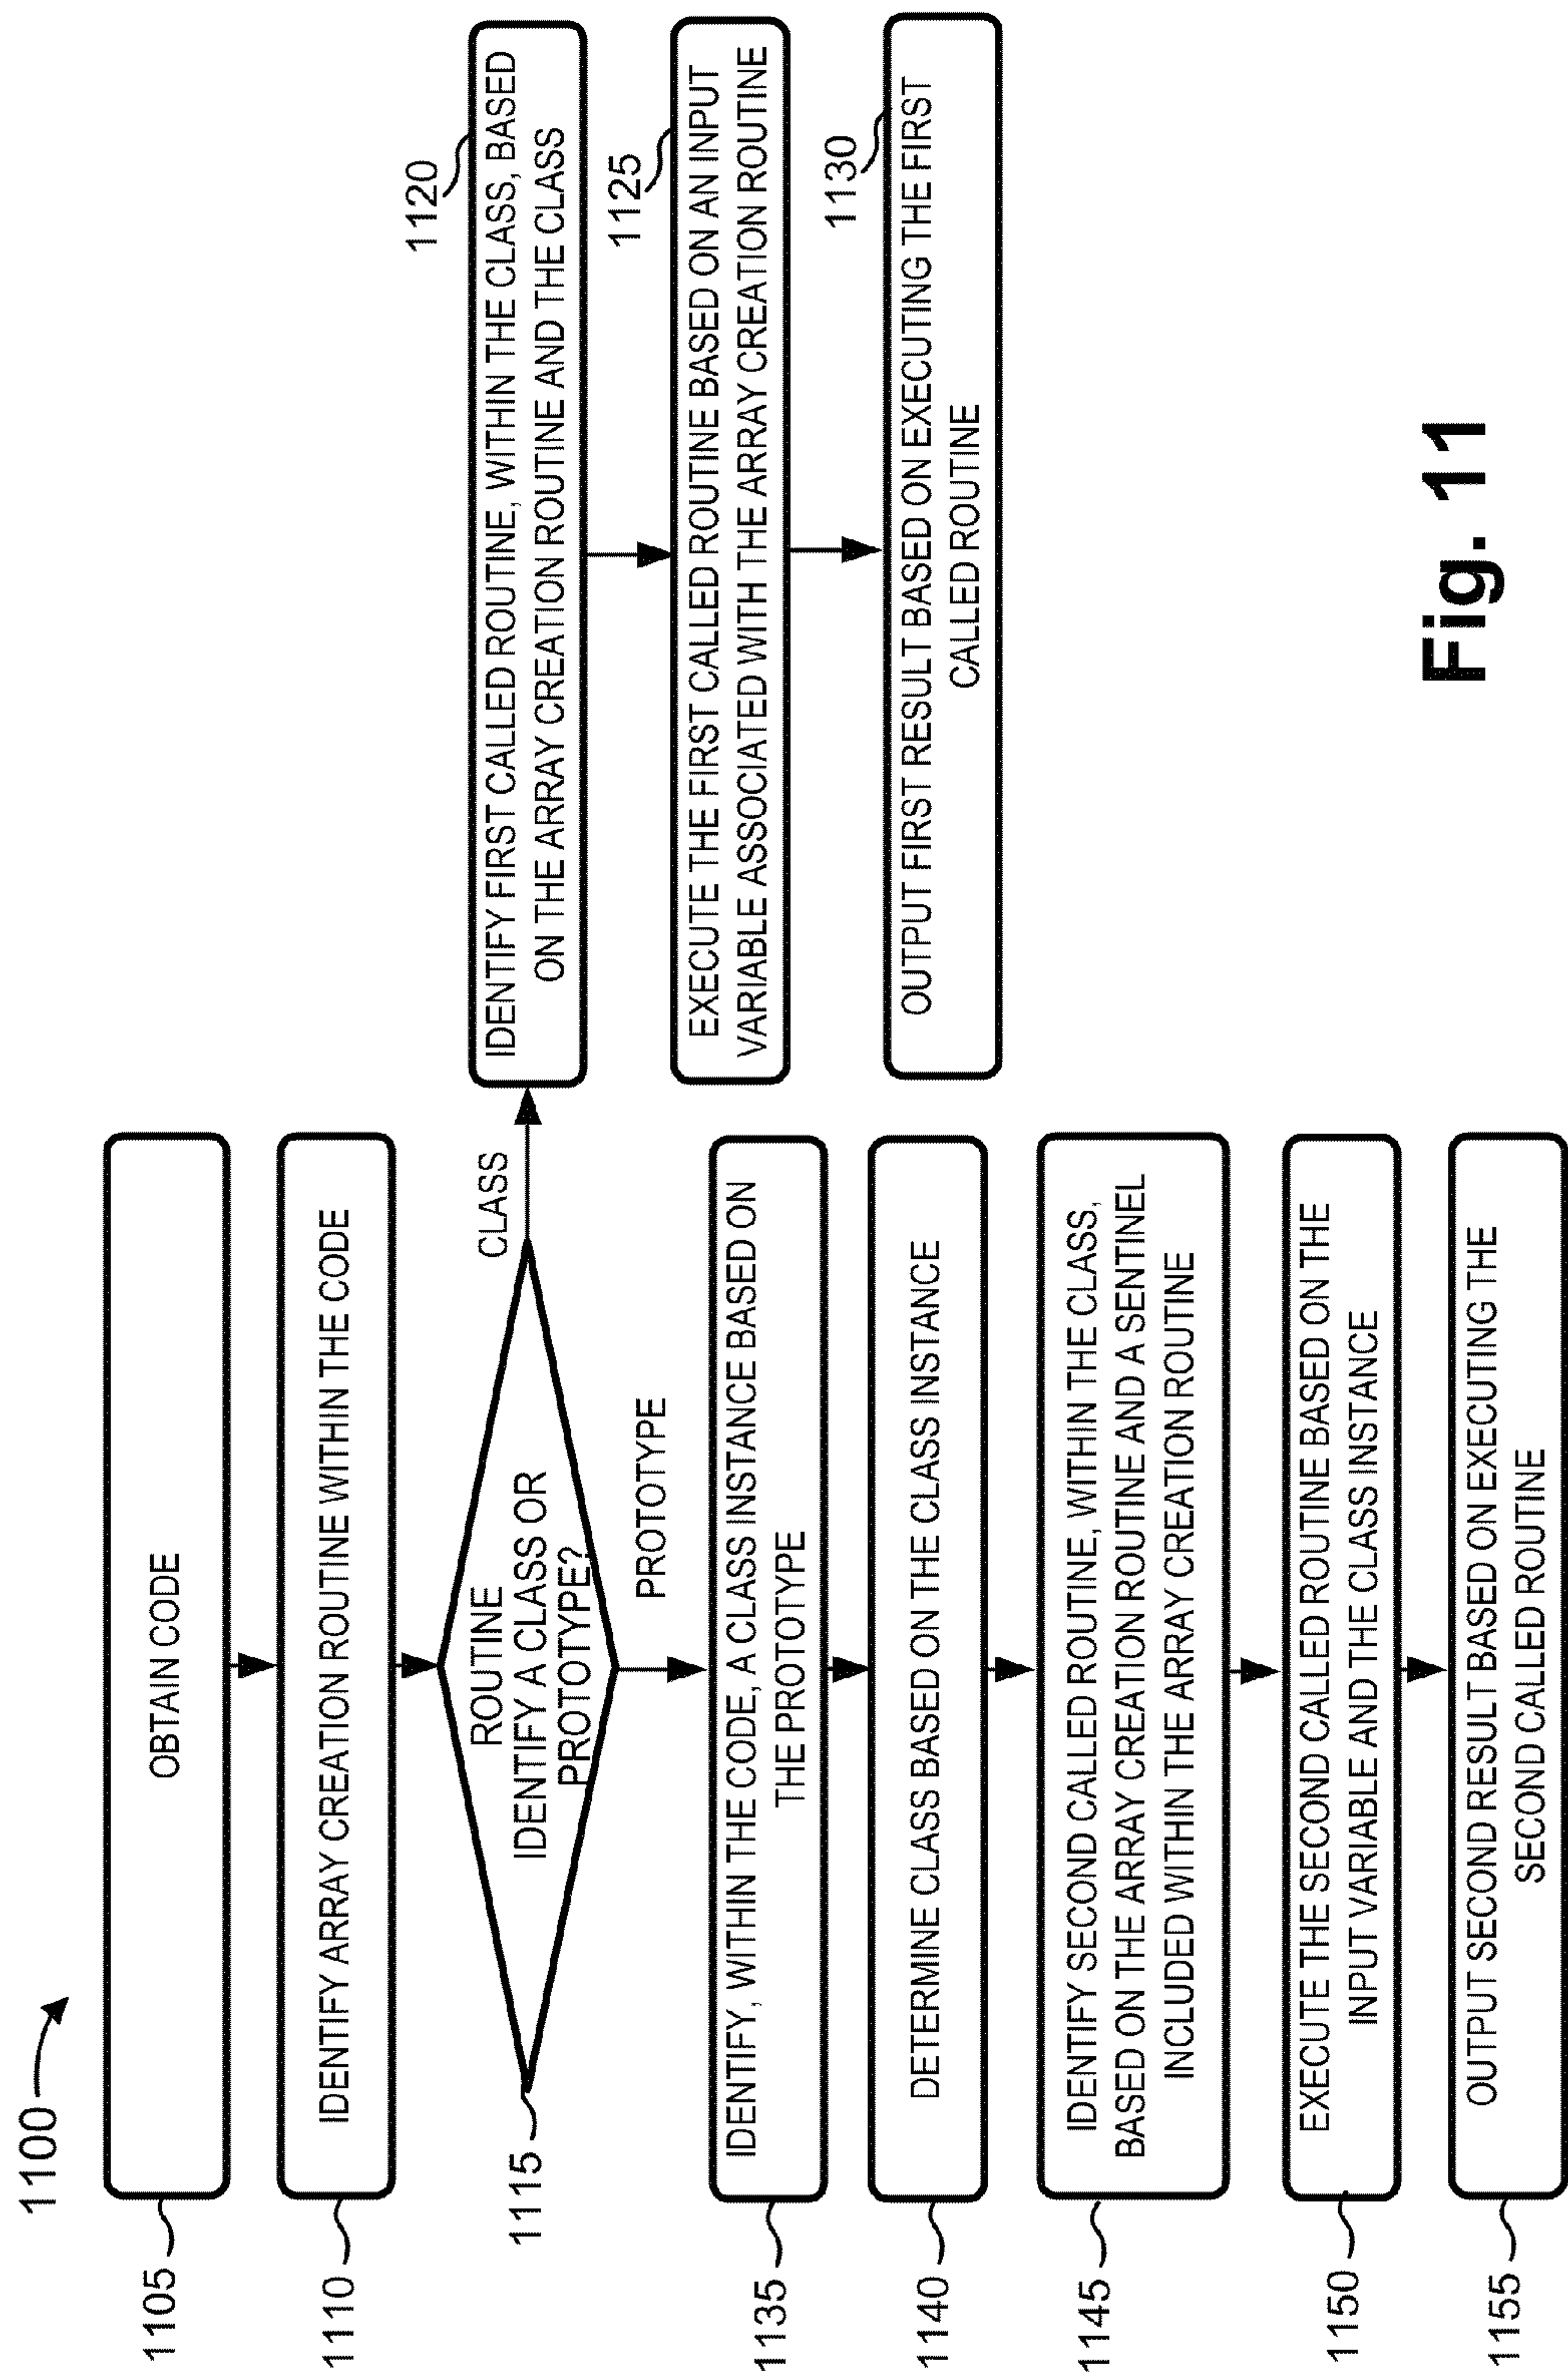 1100
1105
OBTAIN CODE
1110
IDENTIFY ARRAY CREATION ROUTINE WITHIN THE CODE
1115
ROUTINE
IDENTIFY A CLASS OR
PROTOTYPE?
CLASS
1120
IDENTIFY FIRST CALLED ROUTINE, WITHIN THE CLASS, BASED
ON THE ARRAY CREATION ROUTINE AND THE CLASS
1125
EXECUTE THE FIRST CALLED ROUTINE BASED ON AN INPUT
VARIABLE ASSOCIATED WITH THE ARRAY CREATION ROUTINE
1130
OUTPUT FIRST RESULT BASED ON EXECUTING THE FIRST
CALLED ROUTINE
PROTOTYPE
1135
IDENTIFY, WITHIN THE CODE, A CLASS INSTANCE BASED ON
THE PROTOTYPE
1140
DETERMINE CLASS BASED ON THE CLASS INSTANCE
1145
IDENTIFY SECOND CALLED ROUTINE, WITHIN THE CLASS,
BASED ON THE ARRAY CREATION ROUTINE AND A SENTINEL
INCLUDED WITHIN THE ARRAY CREATION ROUTINE
1150
EXECUTE THE SECOND CALLED ROUTINE BASED ON THE
INPUT VARIABLE AND THE CLASS INSTANCE
1155
OUTPUT SECOND RESULT BASED ON EXECUTING THE
SECOND CALLED ROUTINE
Fig. 11